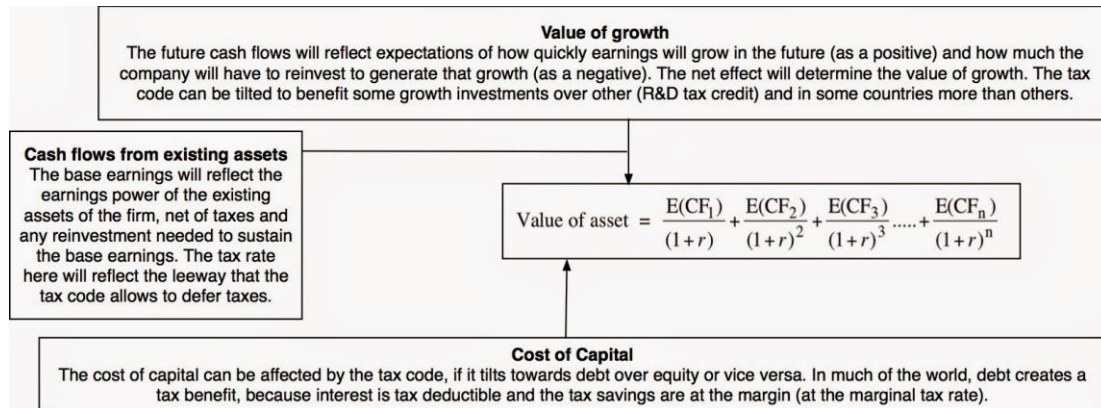 Value of growth
The future cash flows will reflect expectations of how quickly earnings will grow in the future (as a positive) and how much the
company will have to reinvest to generate that growth (as a negative). The net effect will determine the value of growth. The tax
code can be tilted to benefit some growth investments over other (R&D tax credit) and in some countries more than others.
Cash flows from existing assets
The base earnings will reflect the
earnings power of the existing
assets of the firm, net of taxes and
any reinvestment needed to sustain
the base earnings. The tax rate
here will reflect the leeway that the
tax code allows to defer taxes.
Value of asset = E(CF₁)/(1+r) + E(CF₂)/(1+r)² + E(CF₃)/(1+r)³ ..... + E(CFₙ)/(1+r)ⁿ
Cost of Capital
The cost of capital can be affected by the tax code, if it tilts towards debt over equity or vice versa. In much of the world, debt creates a
tax benefit, because interest is tax deductible and the tax savings are at the margin (at the marginal tax rate).